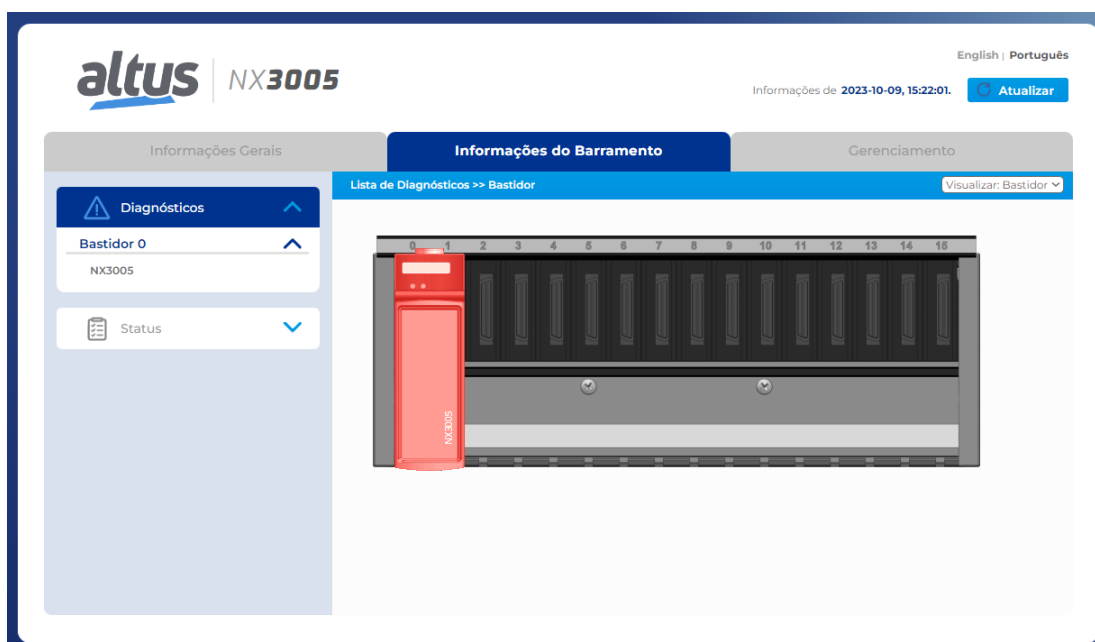 altus NX3005
English | Português
Informações de 2023-10-09, 15:22:01. Atualizar
Informações Gerais
Informações do Barramento
Gerenciamento
Lista de Diagnósticos >> Bastidor
Visualizar: Bastidor
Diagnósticos
Bastidor 0
NX3005
Status
0 1 2 3 4 5 6 7 8 9 10 11 12 13 14 15
NX3005